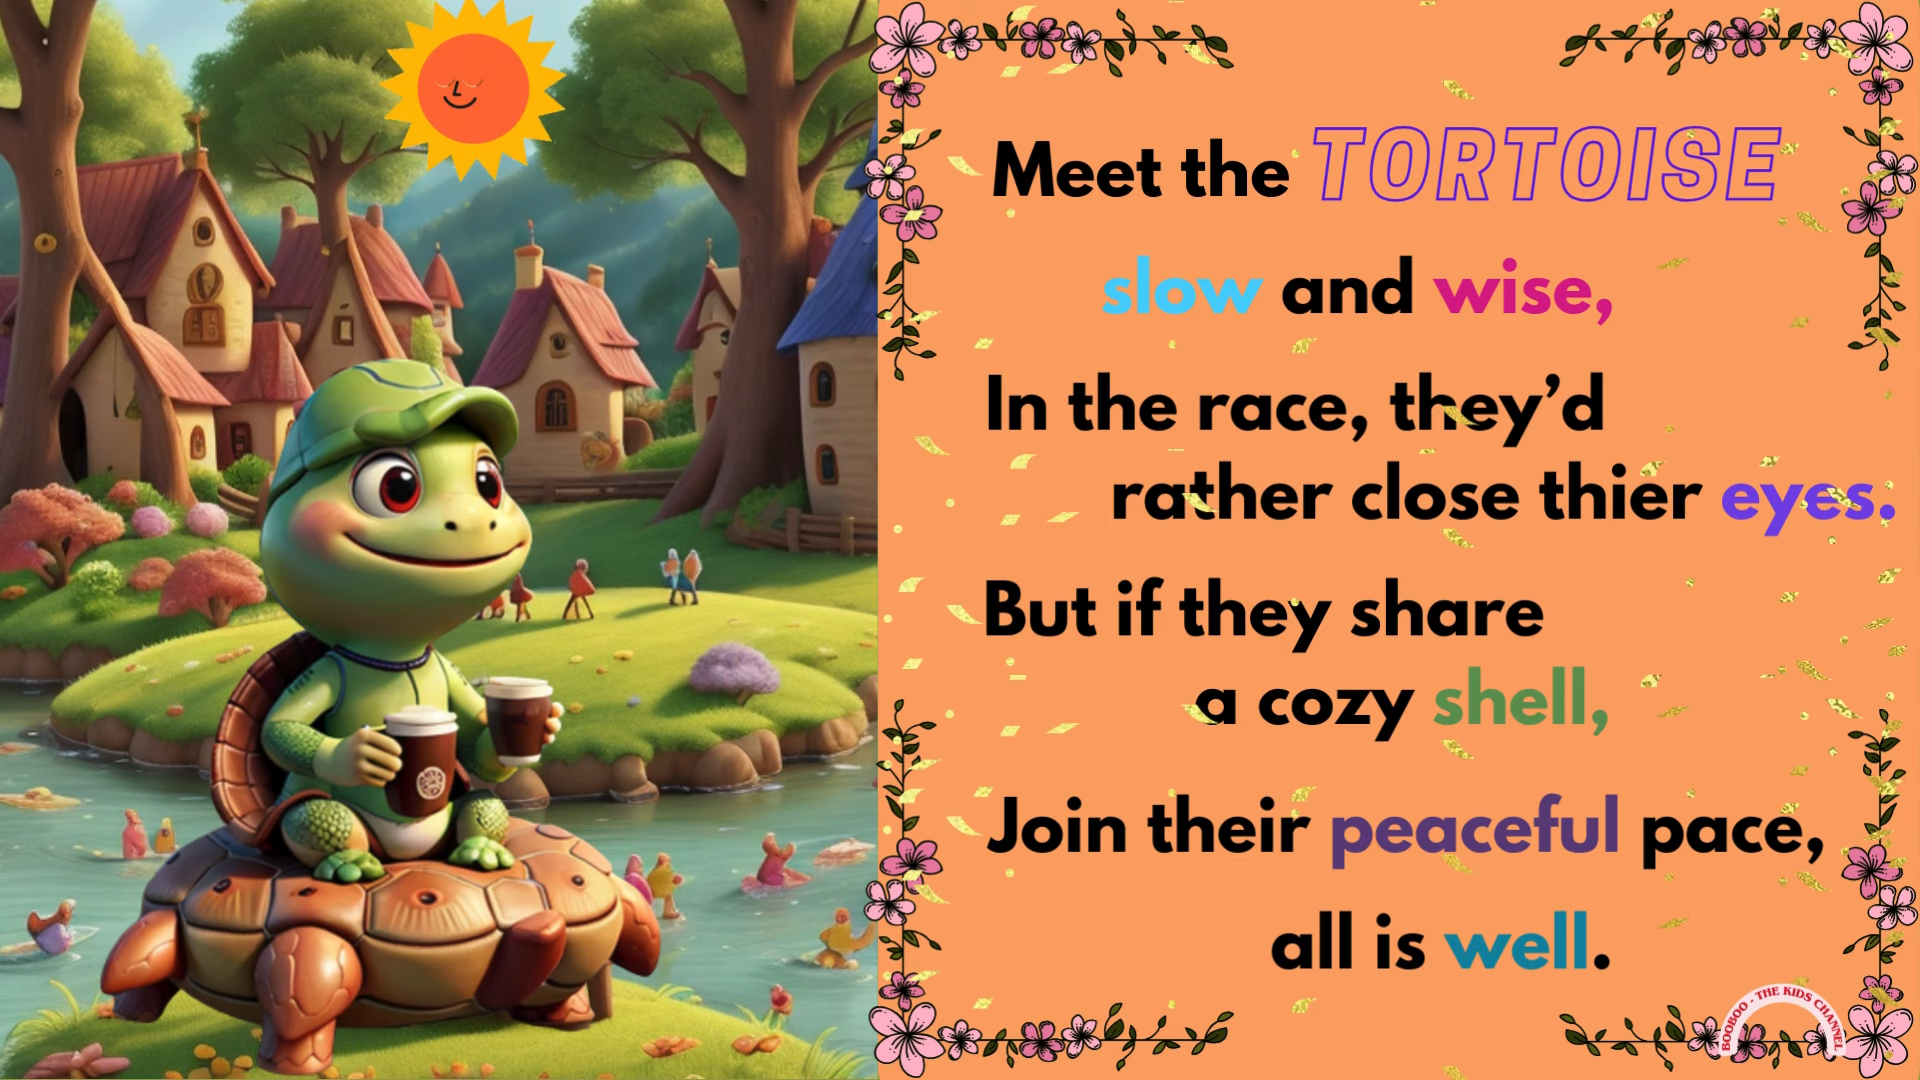 Meet the TORTOISE
slow and wise,
In the race, they’d
rather close thier eyes.
But if they share
a cozy shell,
Join their peaceful pace,
all is well.
BOOBOO - THE KIDS CHANNEL